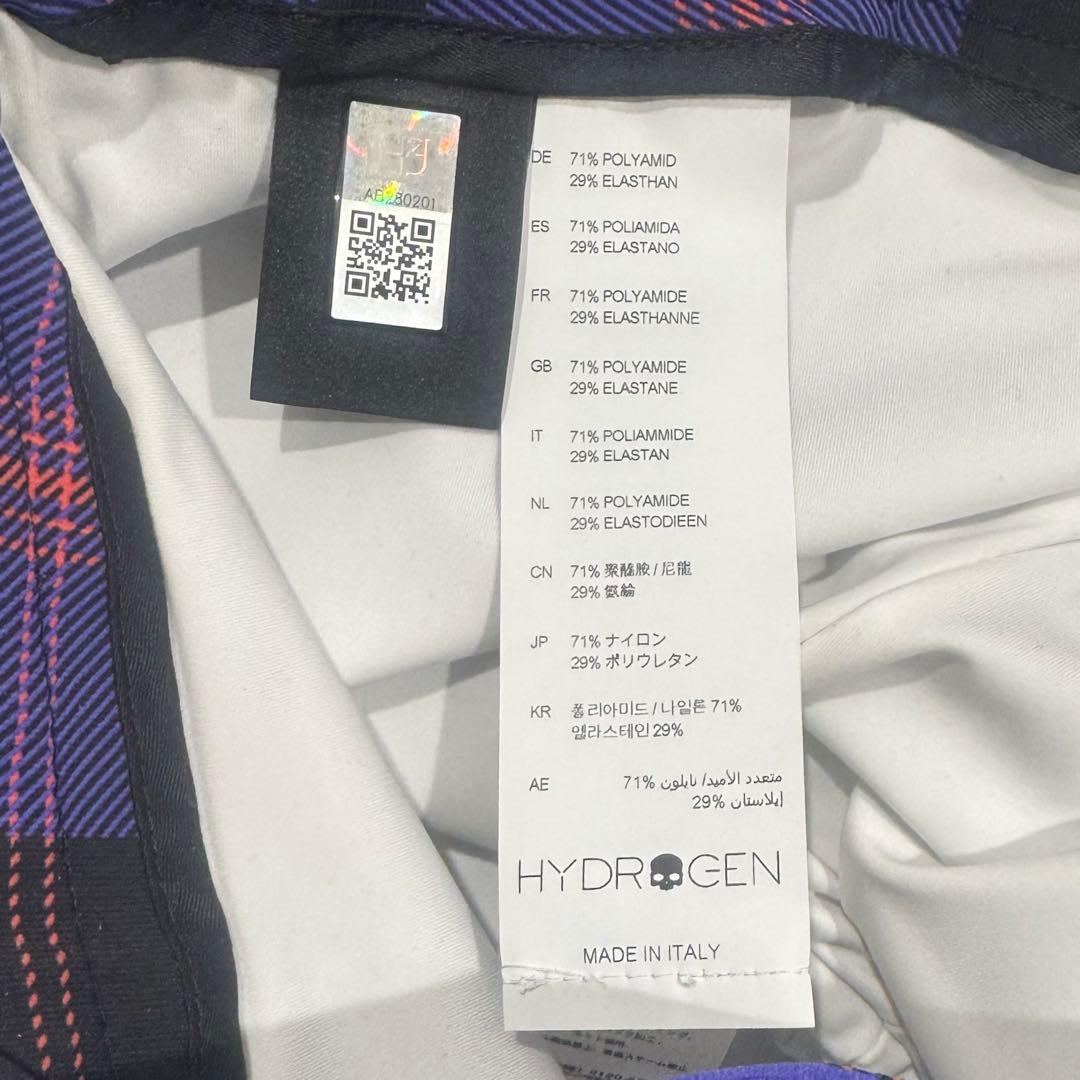 AB280201
DE 71% POLYAMID
29% ELASTHAN
ES 71% POLIAMIDA
29% ELASTANO
FR 71% POLYAMIDE
29% ELASTHANNE
GB 71% POLYAMIDE
29% ELASTANE
IT 71% POLIAMMIDE
29% ELASTAN
NL 71% POLYAMIDE
29% ELASTODIEEN
CN 71% 聚醯胺 / 尼龍
29% 氨綸
JP 71% ナイロン
29% ポリウレタン
KR 폴리아미드 / 나일론 71%
엘라스테인 29%
AE متعدد الأميد/ نايلون 71%
إيلاستان 29%
HYDROGEN
MADE IN ITALY